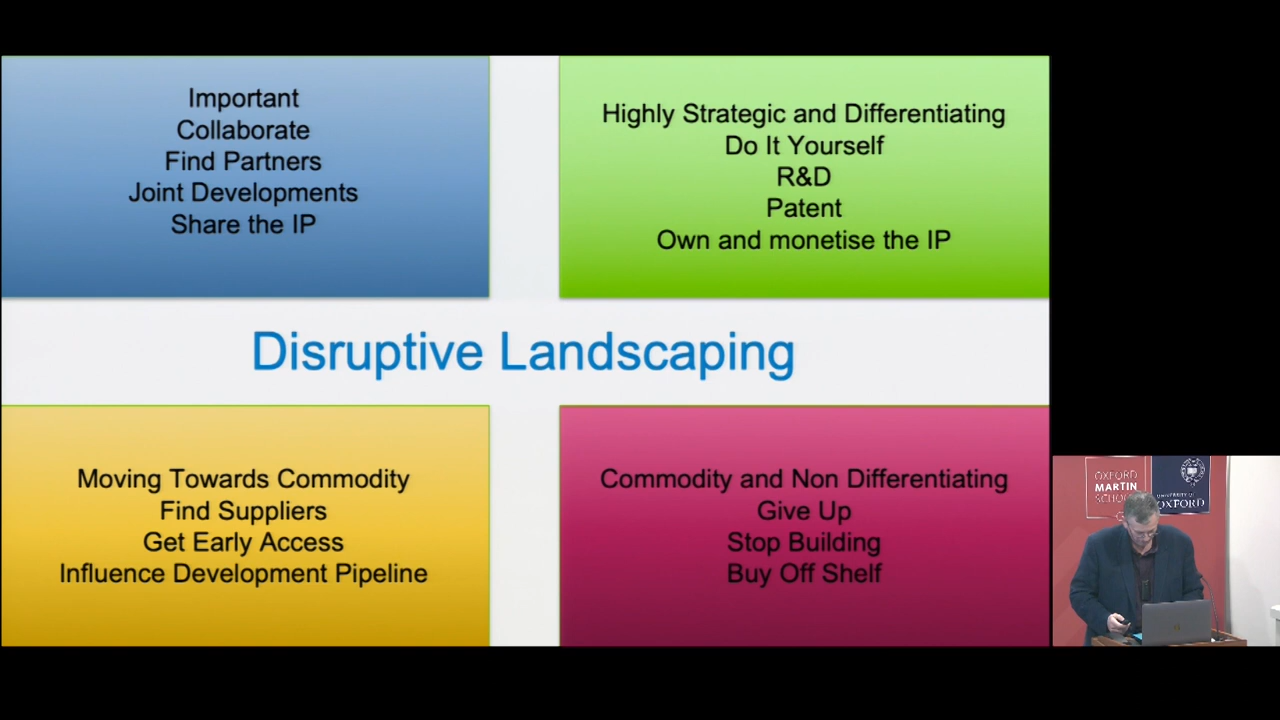 Important
Collaborate
Find Partners
Joint Developments
Share the IP
Highly Strategic and Differentiating
Do It Yourself
R&D
Patent
Own and monetise the IP
Disruptive Landscaping
Moving Towards Commodity
Find Suppliers
Get Early Access
Influence Development Pipeline
Commodity and Non Differentiating
Give Up
Stop Building
Buy Off Shelf
OXFORD
MARTIN
UNIVERSITY OF
OXFORD